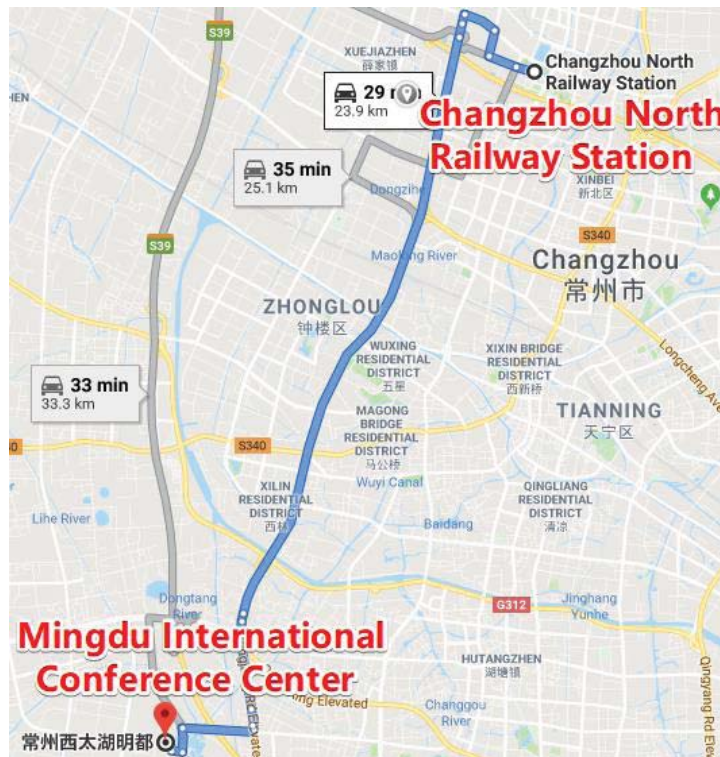 S39
XUEJIAZHEN
薛家镇
Changzhou North
Railway Station
29
23.9 km
Changzhou North
Railway Station
35 min
25.1 km
Dongzihe
XINBEI
新北区
S39
S340
Maolong River
Changzhou
常州市
ZHONGLOU
钟楼区
WUXING
RESIDENTIAL
DISTRICT
五星
XIXIN BRIDGE
RESIDENTIAL
DISTRICT
西新桥
Longcheng Ave
33 min
33.3 km
MAGONG
BRIDGE
RESIDENTIAL
DISTRICT
马公桥
TIANNING
天宁区
S340
Wuyi Canal
XILIN
RESIDENTIAL
DISTRICT
西林
QINGLIANG
RESIDENTIAL
DISTRICT
清凉
Lihe River
Baidang
Dongtang
River
G312
Jinghang
Yunhe
Mingdu International
Conference Center
HUTANGZHEN
湖塘镇
Elevated
Changgou
River
Qingyang Rd Elev
常州西太湖明都